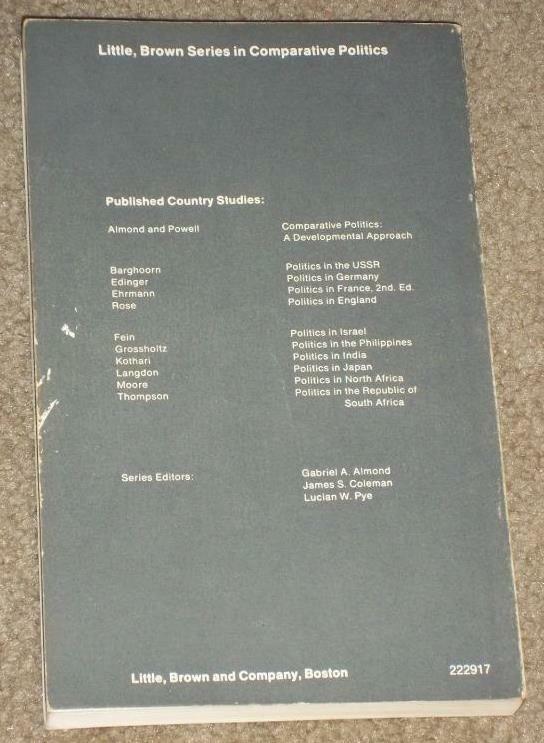 Little, Brown Series in Comparative Politics
Published Country Studies:
Almond and Powell Comparative Politics:
A Developmental Approach
Barghoorn Politics in the USSR
Edinger Politics in Germany
Ehrmann Politics in France, 2nd. Ed.
Rose Politics in England
Fein Politics in Israel
Grossholtz Politics in the Philippines
Kothari Politics in India
Langdon Politics in Japan
Moore Politics in North Africa
Thompson Politics in the Republic of
South Africa
Series Editors: Gabriel A. Almond
James S. Coleman
Lucian W. Pye
Little, Brown and Company, Boston 222917